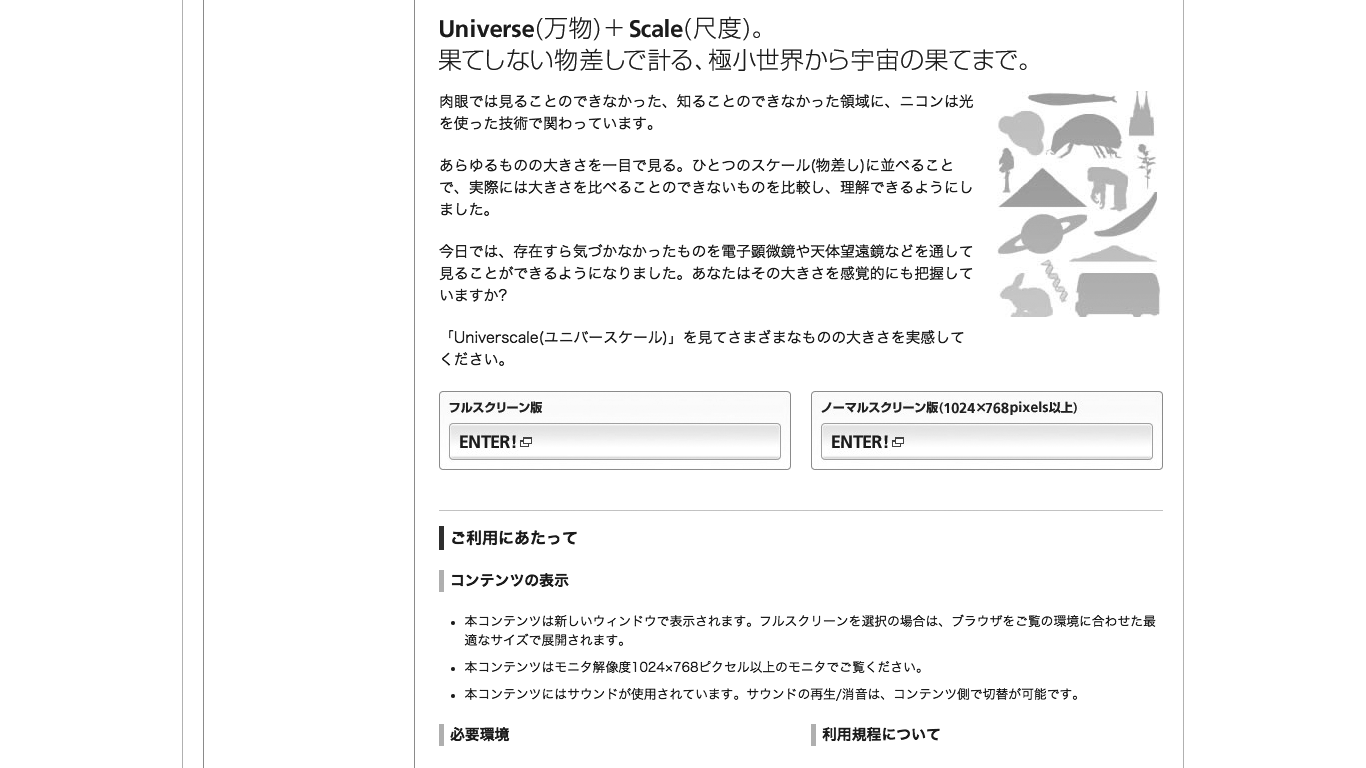 Universe(万物)＋Scale(尺度)。
果てしない物差しで計る、極小世界から宇宙の果てまで。
肉眼では見ることのできなかった、知ることのできなかった領域に、ニコンは光
を使った技術で関わっています。
あらゆるものの大きさを一目で見る。ひとつのスケール(物差し)に並べること
で、実際には大きさを比べることのできないものを比較し、理解できるようにし
ました。
今日では、存在すら気づかなかったものを電子顕微鏡や天体望遠鏡などを通して
見ることができるようになりました。あなたはその大きさを感覚的にも把握して
いますか?
「Universcale(ユニバースケール)」を見てさまざまなものの大きさを実感して
ください。
フルスクリーン版
ENTER!
ノーマルスクリーン版(1024×768pixels以上)
ENTER!
ご利用にあたって
コンテンツの表示
• 本コンテンツは新しいウィンドウで表示されます。フルスクリーンを選択の場合は、ブラウザをご覧の環境に合わせた最
適なサイズで展開されます。
• 本コンテンツはモニタ解像度1024×768ピクセル以上のモニタでご覧ください。
• 本コンテンツにはサウンドが使用されています。サウンドの再生/消音は、コンテンツ側で切替が可能です。
必要環境
利用規程について